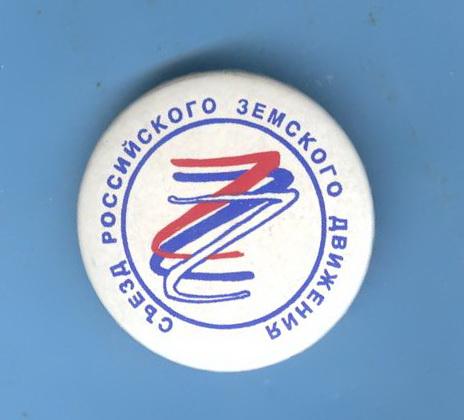 СЪЕЗД РОССИЙСКОГО ЗЕМСКОГО ДВИЖЕНИЯ